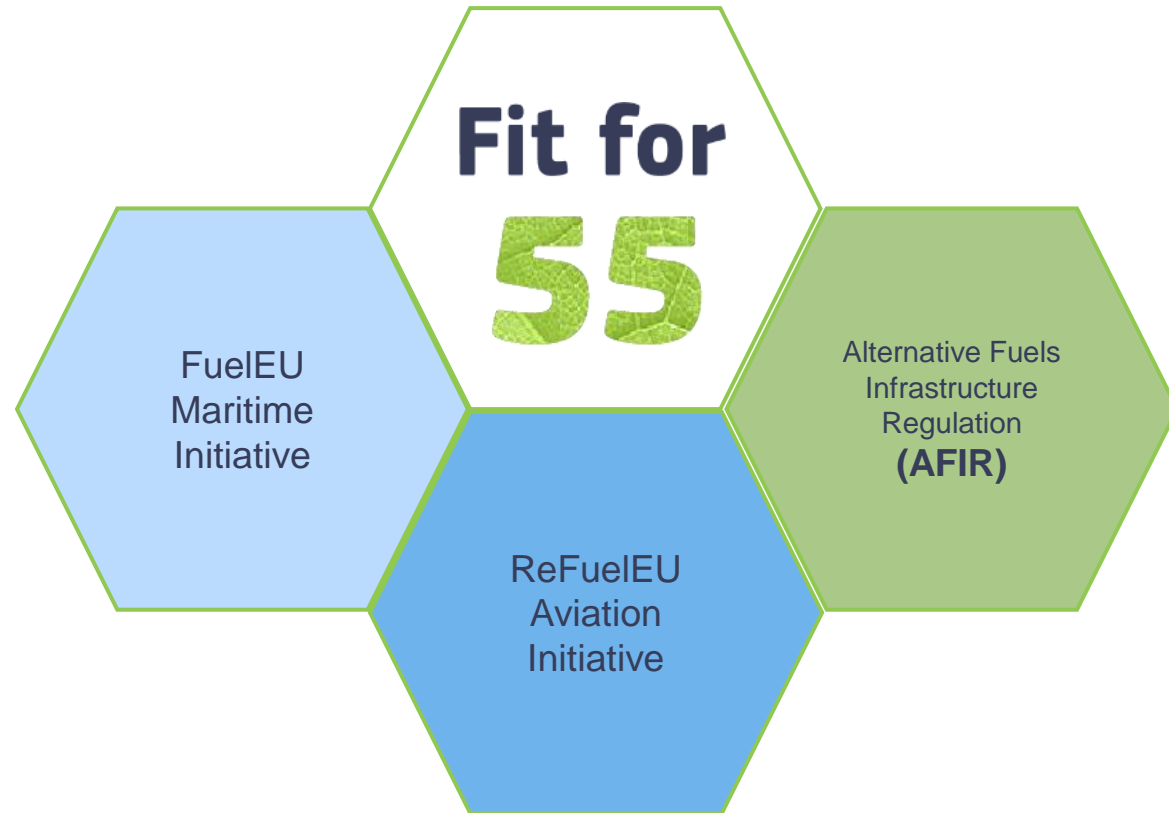 Fit for
55
FuelEU
Maritime
Initiative
ReFuelEU
Aviation
Initiative
Alternative Fuels
Infrastructure
Regulation
(AFIR)